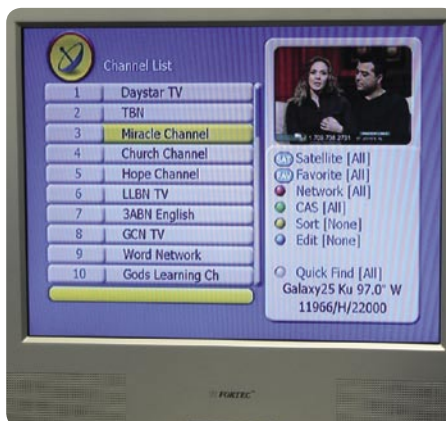 Channel List
1 Daystar TV
2 TBN
3 Miracle Channel
4 Church Channel
5 Hope Channel
6 LLBN TV
7 3ABN English
8 GCN TV
9 Word Network
10 Gods Learning Ch
SAT Satellite [All]
FAV Favorite [All]
Network [All]
CAS [All]
Sort [None]
Edit [None]
Quick Find [All]
Galaxy25 Ku 97.0° W
11966/H/22000
FORTEC